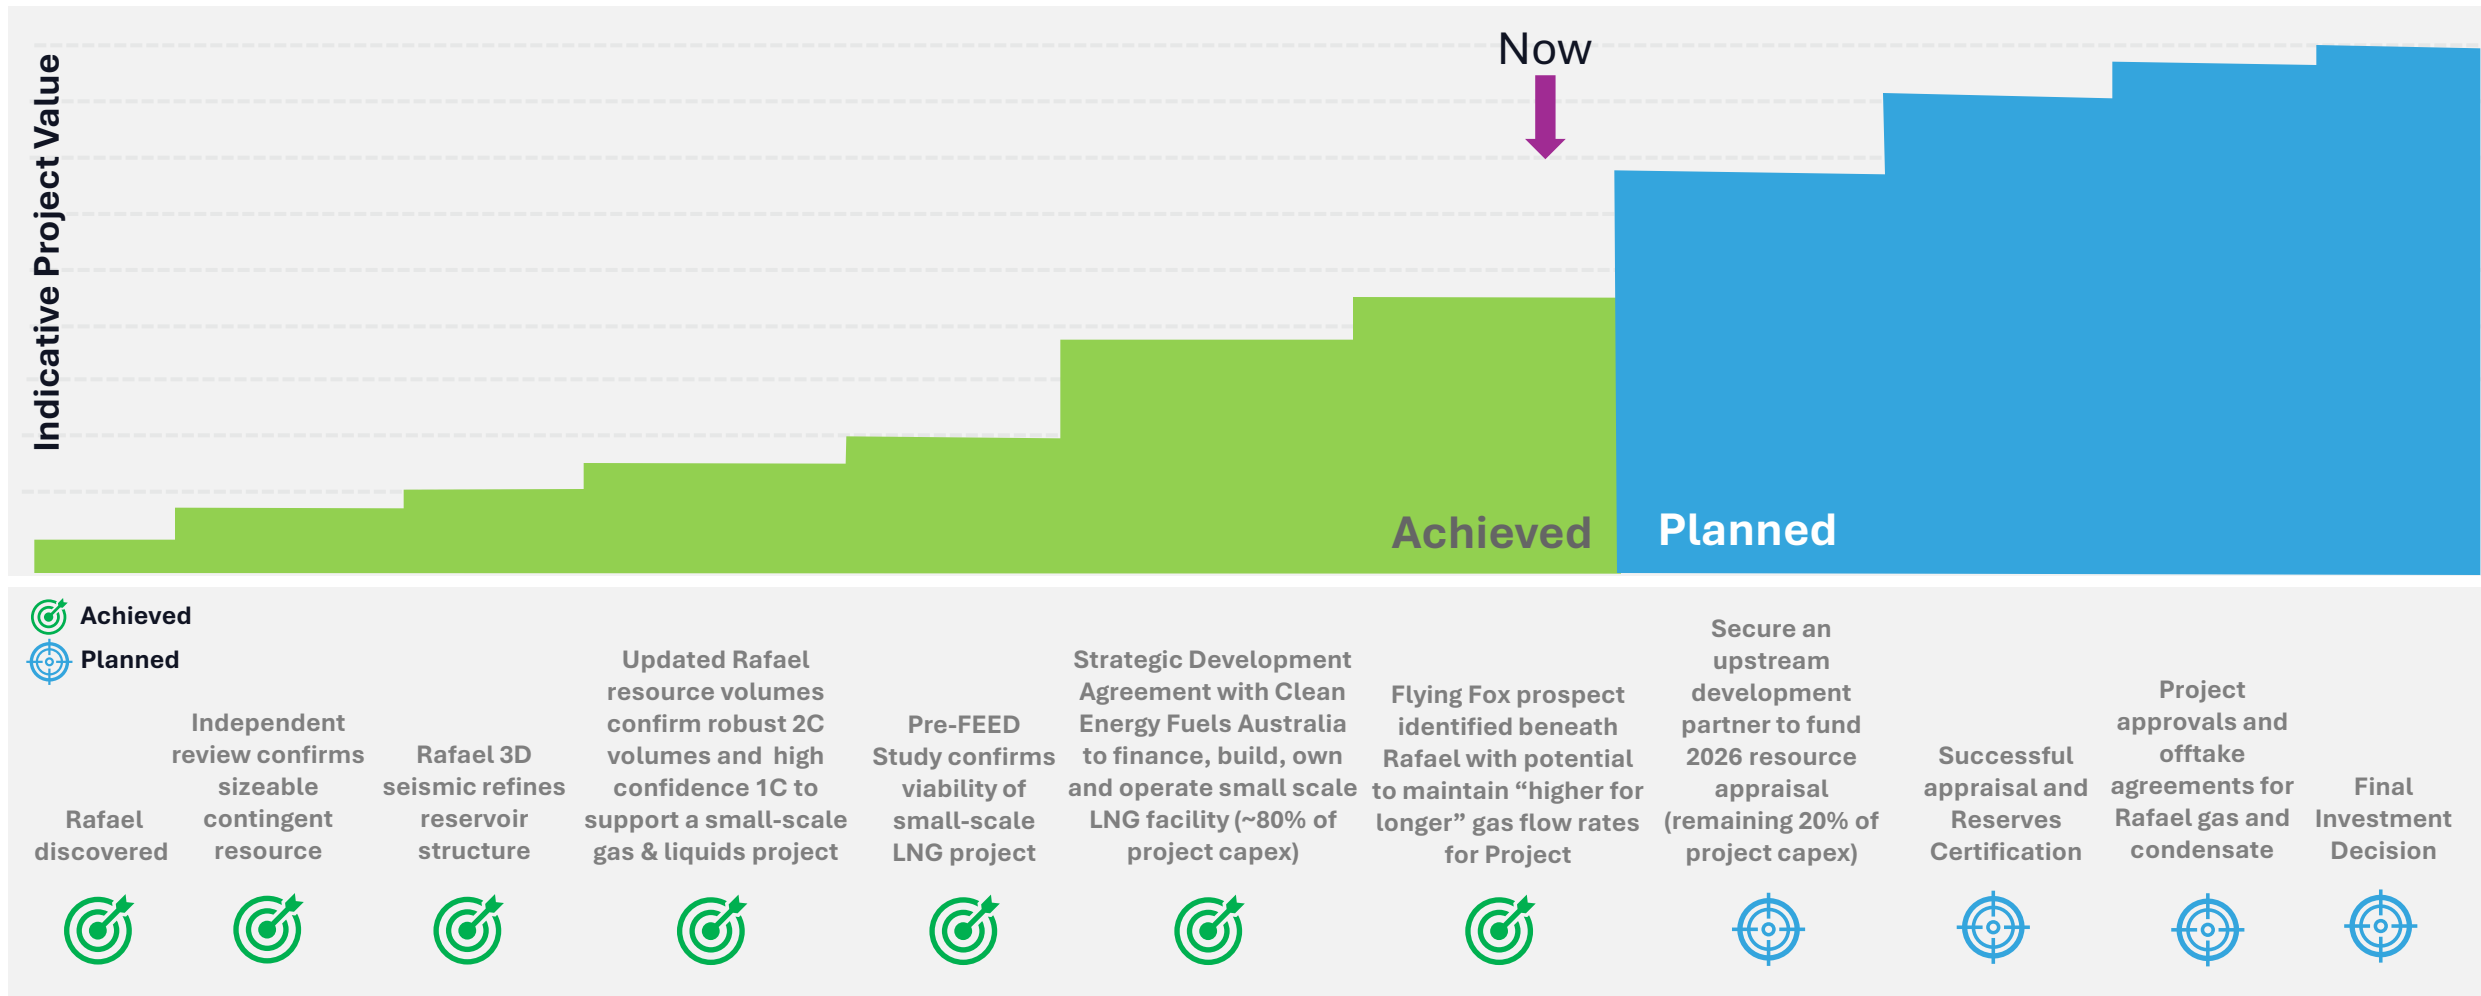 Indicative Project Value
Now
Achieved
Planned
Achieved
Planned
Rafael
discovered
Independent
review confirms
sizeable
contingent
resource
Rafael 3D
seismic refines
reservoir
structure
Updated Rafael
resource volumes
confirm robust 2C
volumes and  high
confidence 1C to
support a small-scale
gas & liquids project
Pre-FEED
Study confirms
viability of
small-scale
LNG project
Strategic Development
Agreement with Clean
Energy Fuels Australia
to finance, build, own
and operate small scale
LNG facility (~80% of
project capex)
Flying Fox prospect
identified beneath
Rafael with potential
to maintain “higher for
longer” gas flow rates
for Project
Secure an
upstream
development
partner to fund
2026 resource
appraisal
(remaining 20% of
project capex)
Successful
appraisal and
Reserves
Certification
Project
approvals and
offtake
agreements for
Rafael gas and
condensate
Final
Investment
Decision